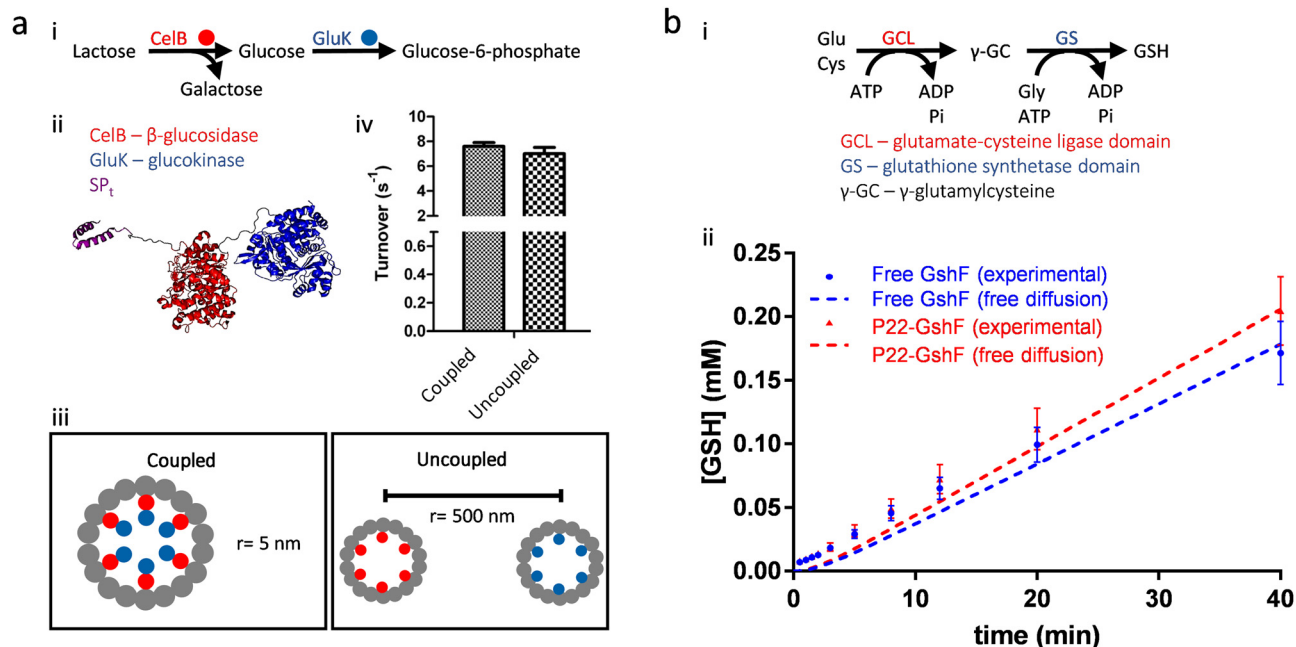 a
i
Lactose CelB Glucose GluK Glucose-6-phosphate
Galactose
ii
CelB – β-glucosidase
GluK – glucokinase
SPt
iv
Turnover (s-1)
8
6
4
2
0.6
0.4
0.2
0.0
Coupled
Uncoupled
iii
Coupled
r= 5 nm
Uncoupled
r= 500 nm
b
i
Glu GCL γ-GC GS GSH
Cys
ATP ADP Gly ADP
Pi ATP Pi
GCL – glutamate-cysteine ligase domain
GS – glutathione synthetase domain
γ-GC – γ-glutamylcysteine
ii
Free GshF (experimental)
Free GshF (free diffusion)
P22-GshF (experimental)
P22-GshF (free diffusion)
[GSH] (mM)
0.25
0.20
0.15
0.10
0.05
0.00
0 10 20 30 40
time (min)